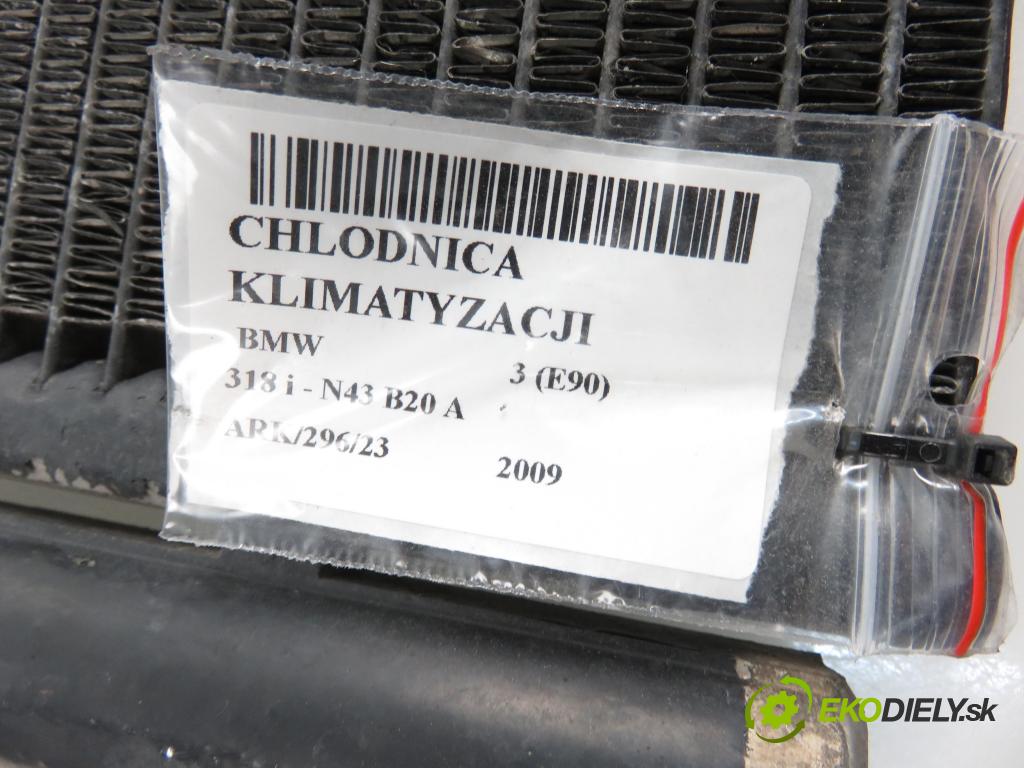 CHLODNICA
KLIMATYZACJI
BMW 3 (E90)
318 i - N43 B20 A
ARK/296/23 2009
EKODIELY.sk